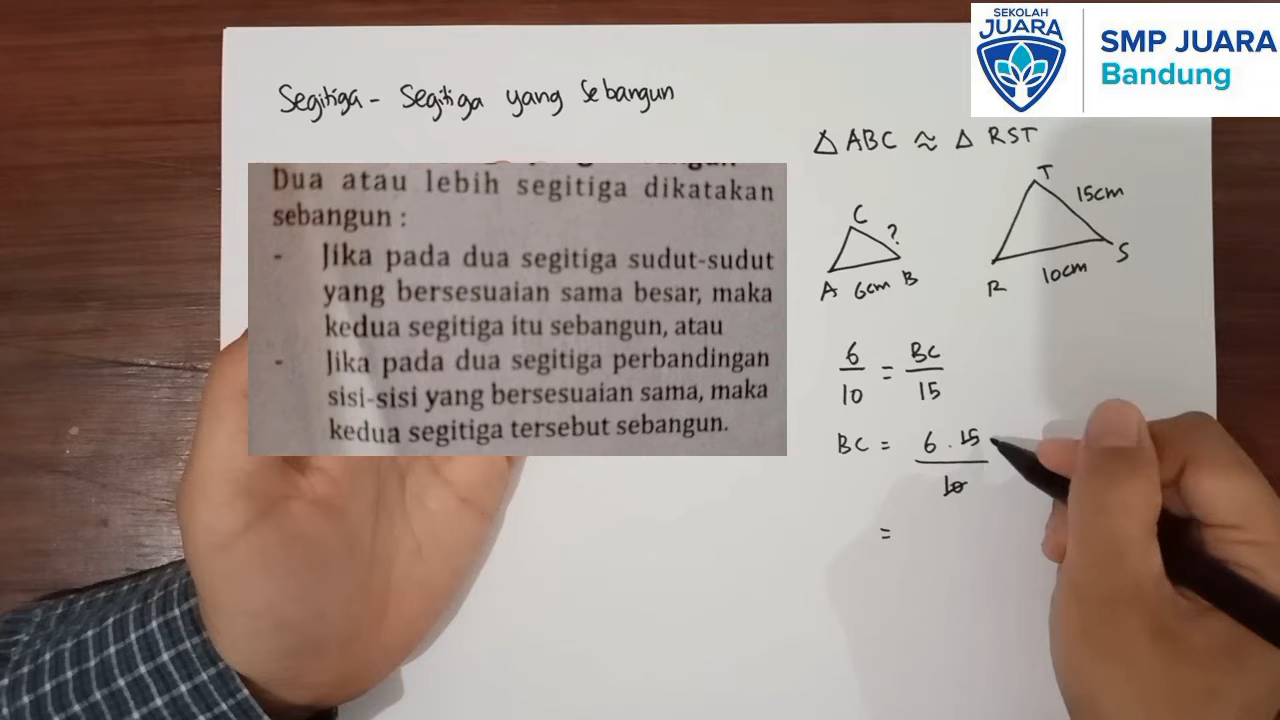 SEKOLAH
JUARA
SMP JUARA
Bandung
Segitiga - Segitiga yang Sebangun
Dua atau lebih segitiga dikatakan
sebangun :
- Jika pada dua segitiga sudut-sudut
yang bersesuaian sama besar, maka
kedua segitiga itu sebangun, atau
- Jika pada dua segitiga perbandingan
sisi-sisi yang bersesuaian sama, maka
kedua segitiga tersebut sebangun.
△ ABC ≈ △ RST
C
?
A 6cm B
T
15cm
S
R 10cm
6/10 = BC/15
BC = 6 . 15 / 10
=